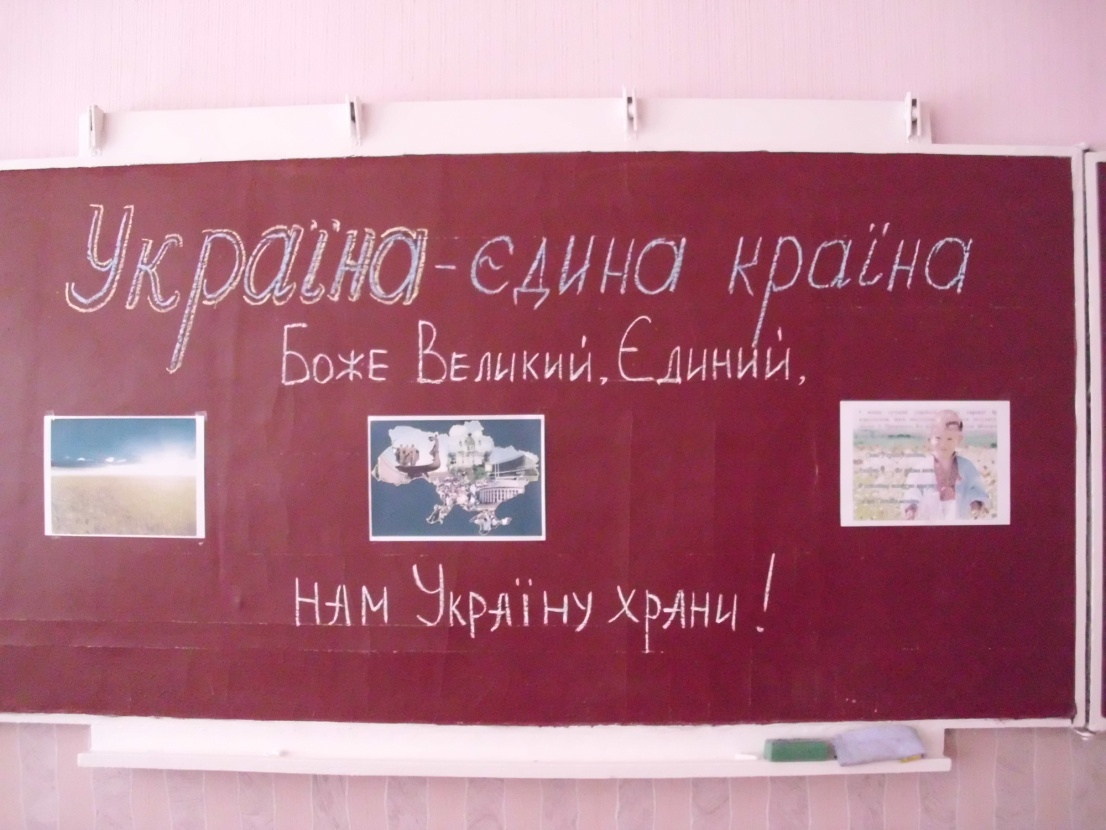 Україна-єдина країна
Боже Великий, Єдиний,
нам Україну храни!